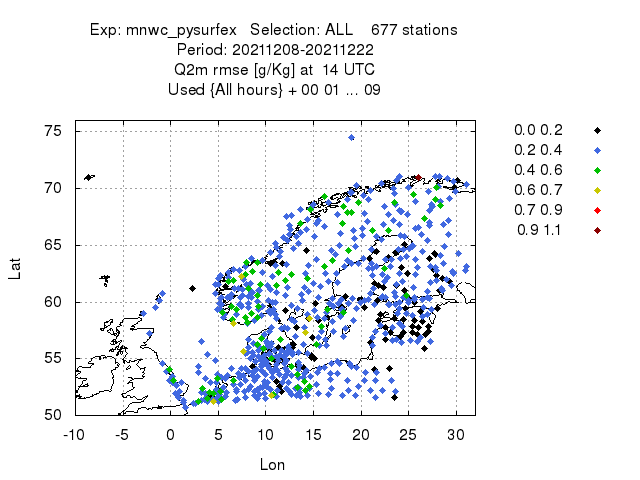 Exp: mnwc_pysurfex   Selection: ALL    677 stations
Period: 20211208-20211222
Q2m rmse [g/Kg] at  14 UTC
Used {All hours} + 00 01 ... 09
0.0 0.2
0.2 0.4
0.4 0.6
0.6 0.7
0.7 0.9
0.9 1.1
75
70
65
60
55
50
Lat
-10 -5 0 5 10 15 20 25 30
Lon